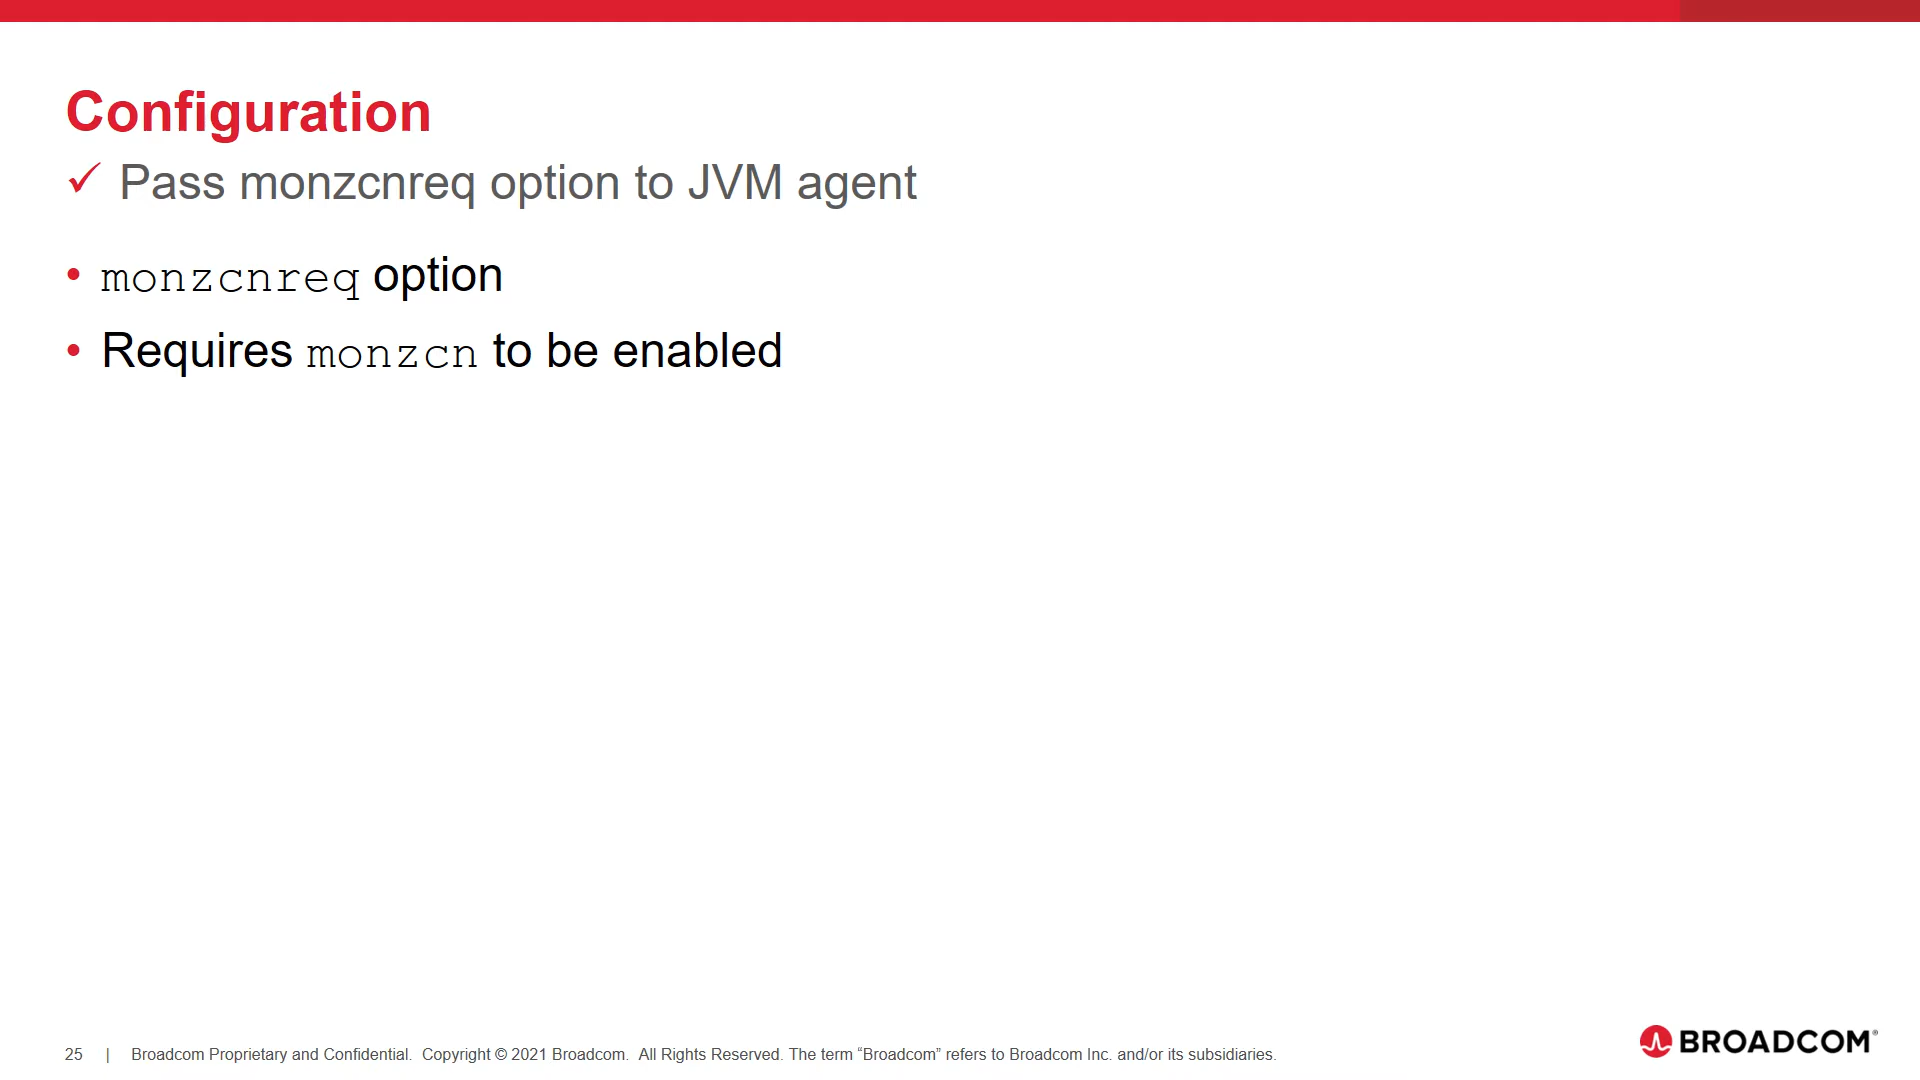 Configuration
✓ Pass monzcnreq option to JVM agent
• monzcnreq option
• Requires monzcn to be enabled
25 | Broadcom Proprietary and Confidential. Copyright © 2021 Broadcom. All Rights Reserved. The term “Broadcom” refers to Broadcom Inc. and/or its subsidiaries.
BROADCOM®